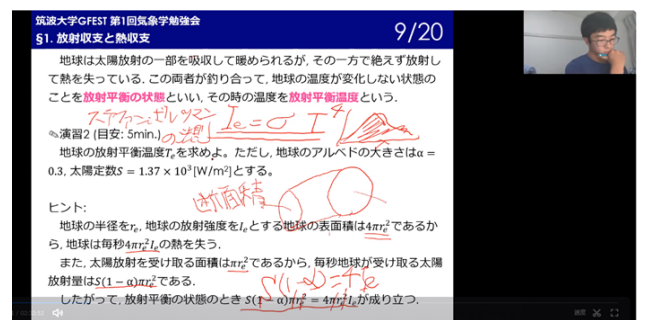 筑波大学GFEST 第1回気象学勉強会
§1. 放射収支と熱収支
9/20
地球は太陽放射の一部を吸収して暖められるが, その一方で絶えず放射し
て熱を失っている. この両者が釣り合って, 地球の温度が変化しない状態の
ことを放射平衡の状態といい, その時の温度を放射平衡温度という.
ステファン・ボルツマン
の法則
Iₑ=σT⁴
✎演習2 (目安: 5min.)
地球の放射平衡温度Tₑを求めよ。ただし, 地球のアルベドの大きさはα =
0.3, 太陽定数S = 1.37 × 10³[W/m²]とする。
断面積
ヒント:
地球の半径をrₑ, 地球の放射強度をIₑとする地球の表面積は4πrₑ²であるか
ら, 地球は毎秒4πrₑ²Iₑの熱を失う.
また, 太陽放射を受け取る面積はπrₑ²であるから, 毎秒地球が受け取る太陽
放射量はS(1 − α)πrₑ²である.
S(1-α)=4Iₑ
したがって, 放射平衡の状態のとき S(1 − α)πrₑ² = 4πrₑ²Iₑが成り立つ.